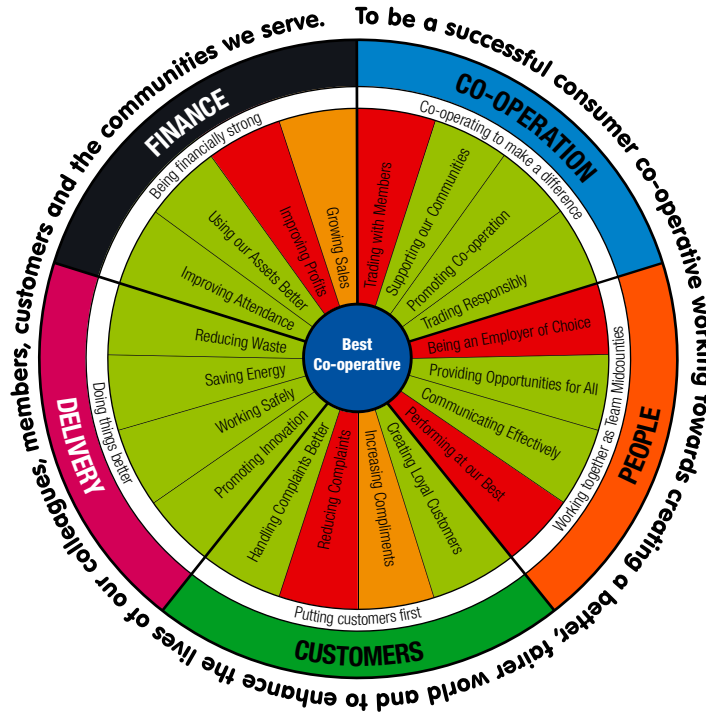 To be a successful consumer co-operative working towards creating a better, fairer world and to enhance the lives of our colleagues, members, customers and the communities we serve.
CO-OPERATION
Co-operating to make a difference
Trading with Members
Supporting our Communities
Promoting Co-operation
Trading Responsibly
PEOPLE
Working together as Team Midcounties
Being an Employer of Choice
Providing Opportunities for All
Communicating Effectively
Performing at our Best
CUSTOMERS
Putting customers first
Creating Loyal Customers
Increasing Compliments
Reducing Complaints
Handling Complaints Better
DELIVERY
Doing things better
Promoting Innovation
Working Safely
Saving Energy
Reducing Waste
FINANCE
Being financially strong
Improving Attendance
Using our Assets Better
Improving Profits
Growing Sales
Best
Co-operative